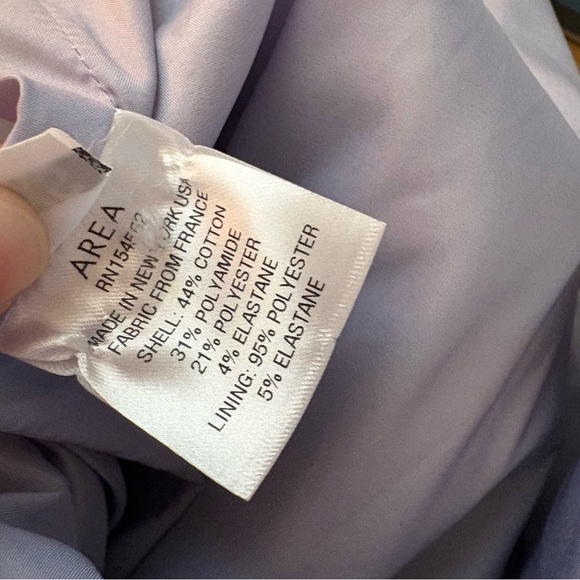 AREA
MADE IN NEW YORK USA
FABRIC FROM FRANCE
SHELL: 44% COTTON
31% POLYAMIDE
21% POLYESTER
4% ELASTANE
LINING: 95% POLYESTER
5% ELASTANE